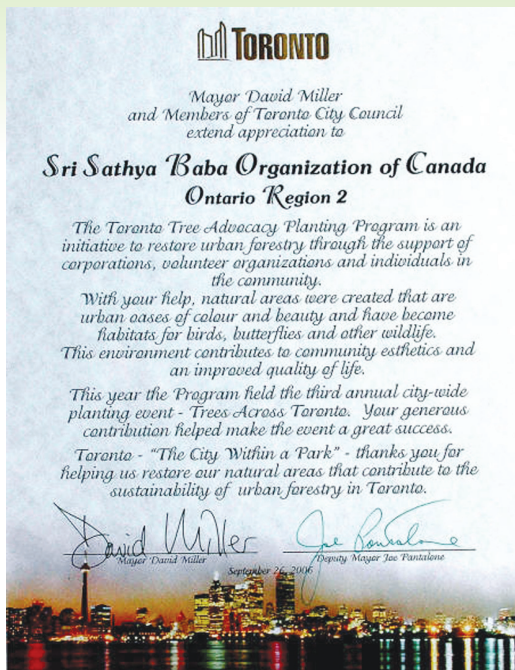 TORONTO
Mayor David Miller
and Members of Toronto City Council
extend appreciation to
Sri Sathya Baba Organization of Canada
Ontario Region 2
The Toronto Tree Advocacy Planting Program is an
initiative to restore urban forestry through the support of
corporations, volunteer organizations and individuals in
the community.
With your help, natural areas were created that are
urban oases of colour and beauty and have become
habitats for birds, butterflies and other wildlife.
This environment contributes to community esthetics and
an improved quality of life.
This year the Program held the third annual city-wide
planting event - Trees Across Toronto. Your generous
contribution helped make the event a great success.
Toronto - "The City Within a Park" - thanks you for
helping us restore our natural areas that contribute to the
sustainability of urban forestry in Toronto.
David Miller Joe Pantalone
Mayor David Miller Deputy Mayor Joe Pantalone
September 26, 2006